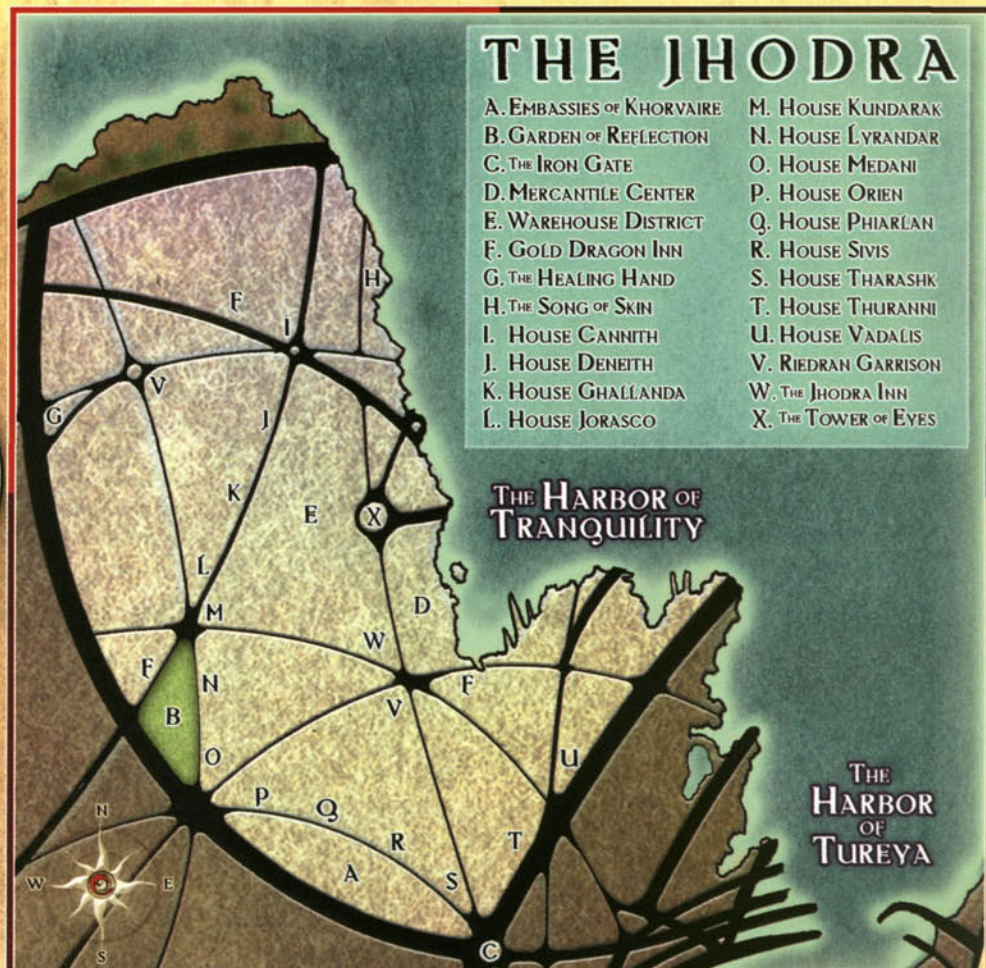 THE JHODRA
A. EMBASSIES OF KHORVAIRE
B. GARDEN OF REFLECTION
C. THE IRON GATE
D. MERCANTILE CENTER
E. WAREHOUSE DISTRICT
F. GOLD DRAGON INN
G. THE HEALING HAND
H. THE SONG OF SKIN
I. HOUSE CANNITH
J. HOUSE DENEITH
K. HOUSE GHALLANDA
L. HOUSE JORASCO
M. HOUSE KUNDARAK
N. HOUSE LYRANDAR
O. HOUSE MEDANI
P. HOUSE ORIEN
Q. HOUSE PHIARLAN
R. HOUSE SIVIS
S. HOUSE THARASHK
T. HOUSE THURANNI
U. HOUSE VADALIS
V. RIEDRAN GARRISON
W. THE JHODRA INN
X. THE TOWER OF EYES
H
F
I
V
G
J
K
E
X
THE HARBOR OF
TRANQUILITY
L
M
D
W
F
N
F
B
V
O
U
P
Q
R
T
A
S
C
THE
HARBOR
OF
TUREYA
N
W
E
S